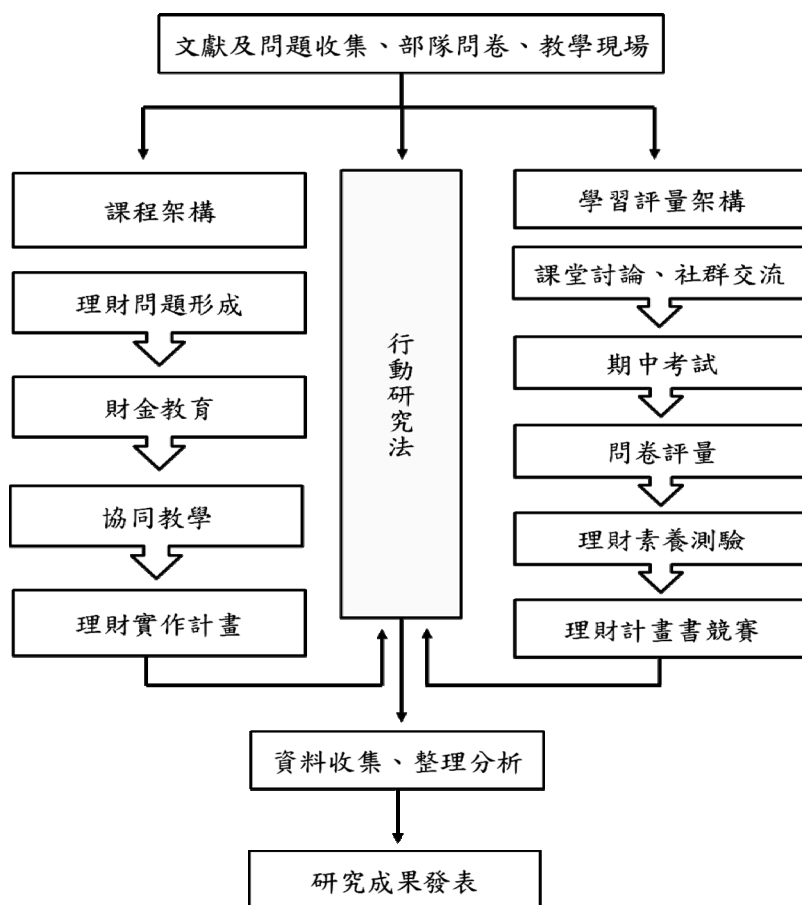 文獻及問題收集、部隊問卷、教學現場
課程架構
理財問題形成
財金教育
協同教學
理財實作計畫
行動研究法
學習評量架構
課堂討論、社群交流
期中考試
問卷評量
理財素養測驗
理財計畫書競賽
資料收集、整理分析
研究成果發表